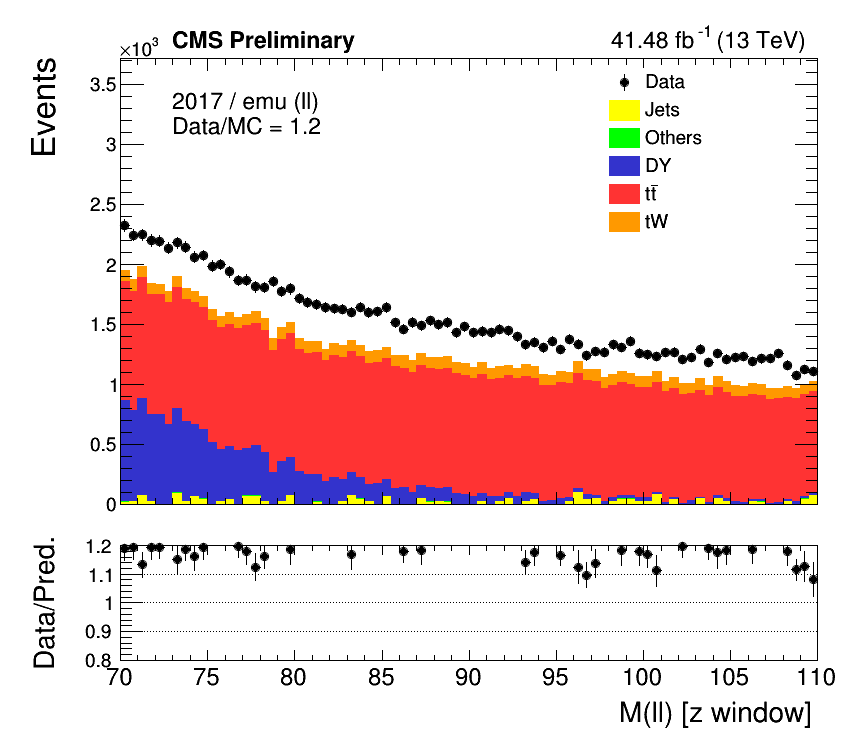 ×10³ CMS Preliminary 41.48 fb⁻¹ (13 TeV)
Events
3.5
3
2.5
2
1.5
1
0.5
0
2017 / emu (ll)
Data/MC = 1.2
Data
Jets
Others
DY
tt̄
tW
Data/Pred.
1.2
1.1
1
0.9
0.8
70 75 80 85 90 95 100 105 110
M(ll) [z window]